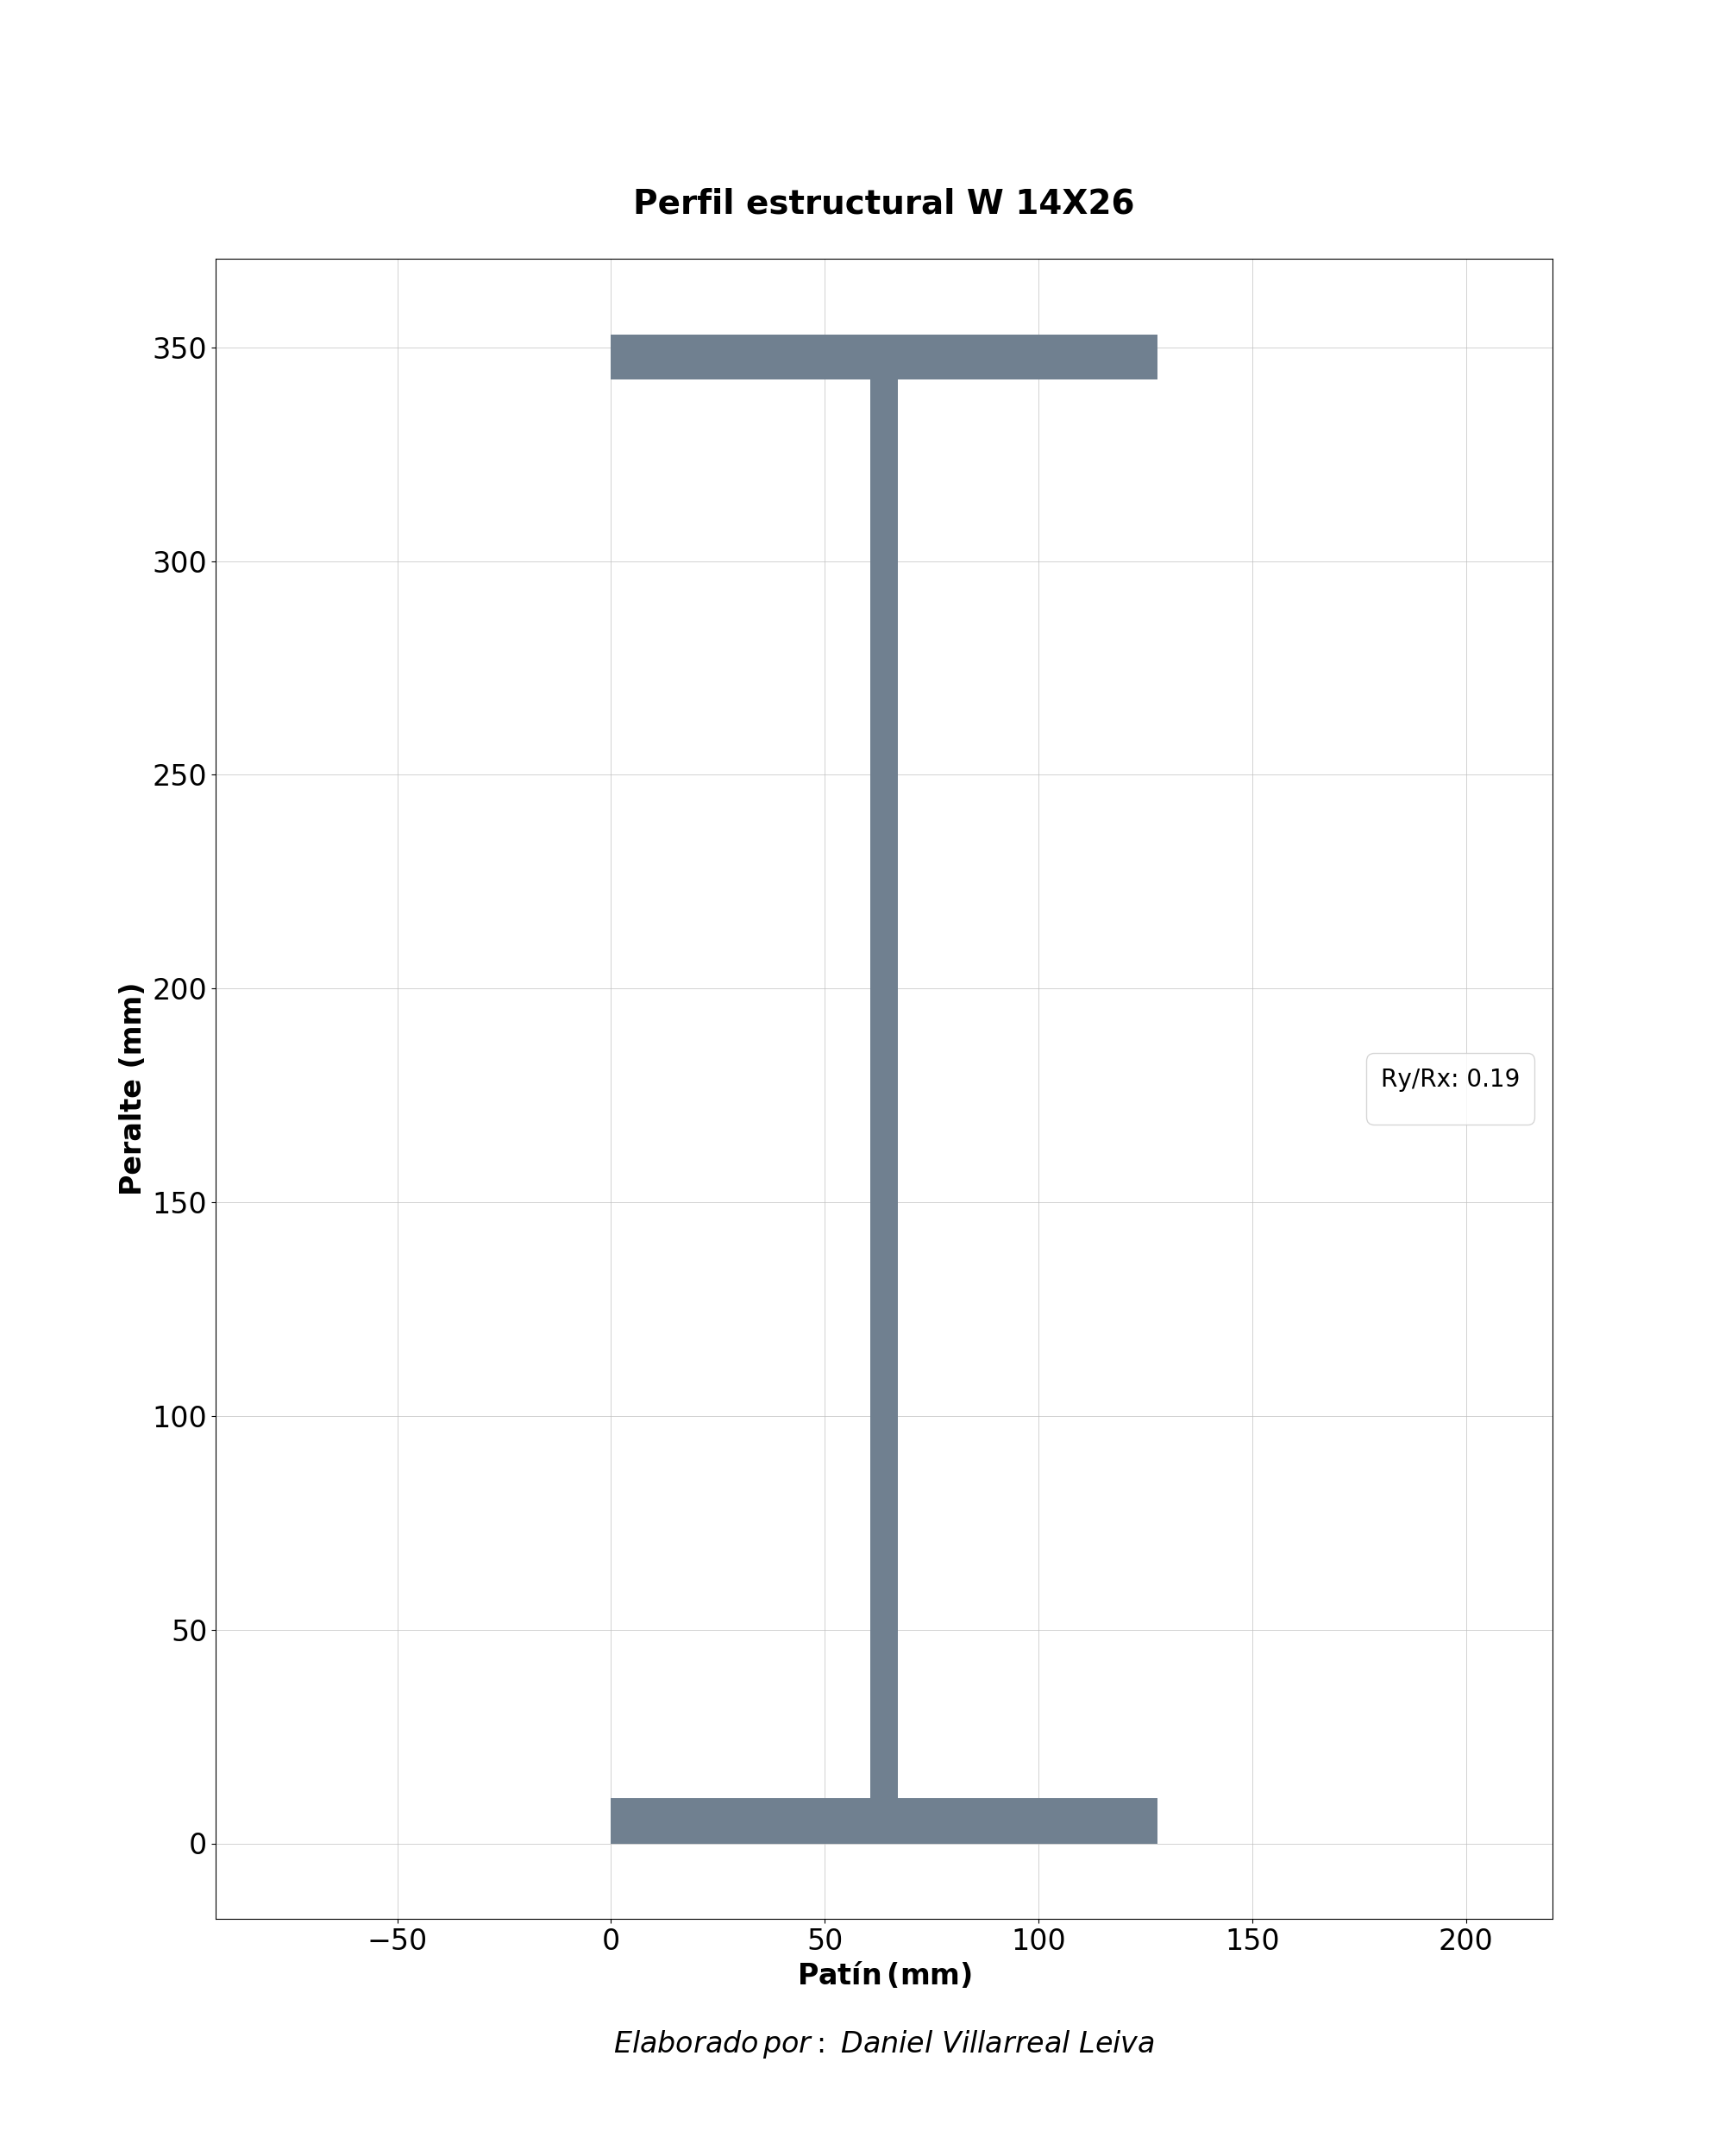 Perfil estructural W 14X26
350
300
250
200
150
100
50
0
Peralte (mm)
Ry/Rx: 0.19
−50 0 50 100 150 200
Patín (mm)
Elaborado por: Daniel Villarreal Leiva